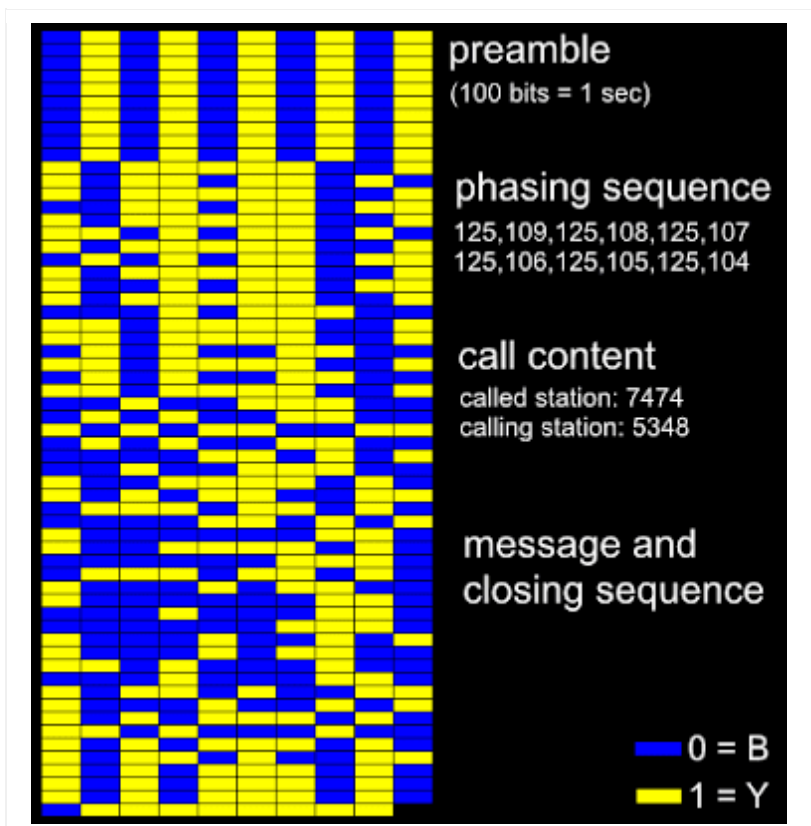 preamble
(100 bits = 1 sec)
phasing sequence
125,109,125,108,125,107
125,106,125,105,125,104
call content
called station: 7474
calling station: 5348
message and
closing sequence
0 = B
1 = Y